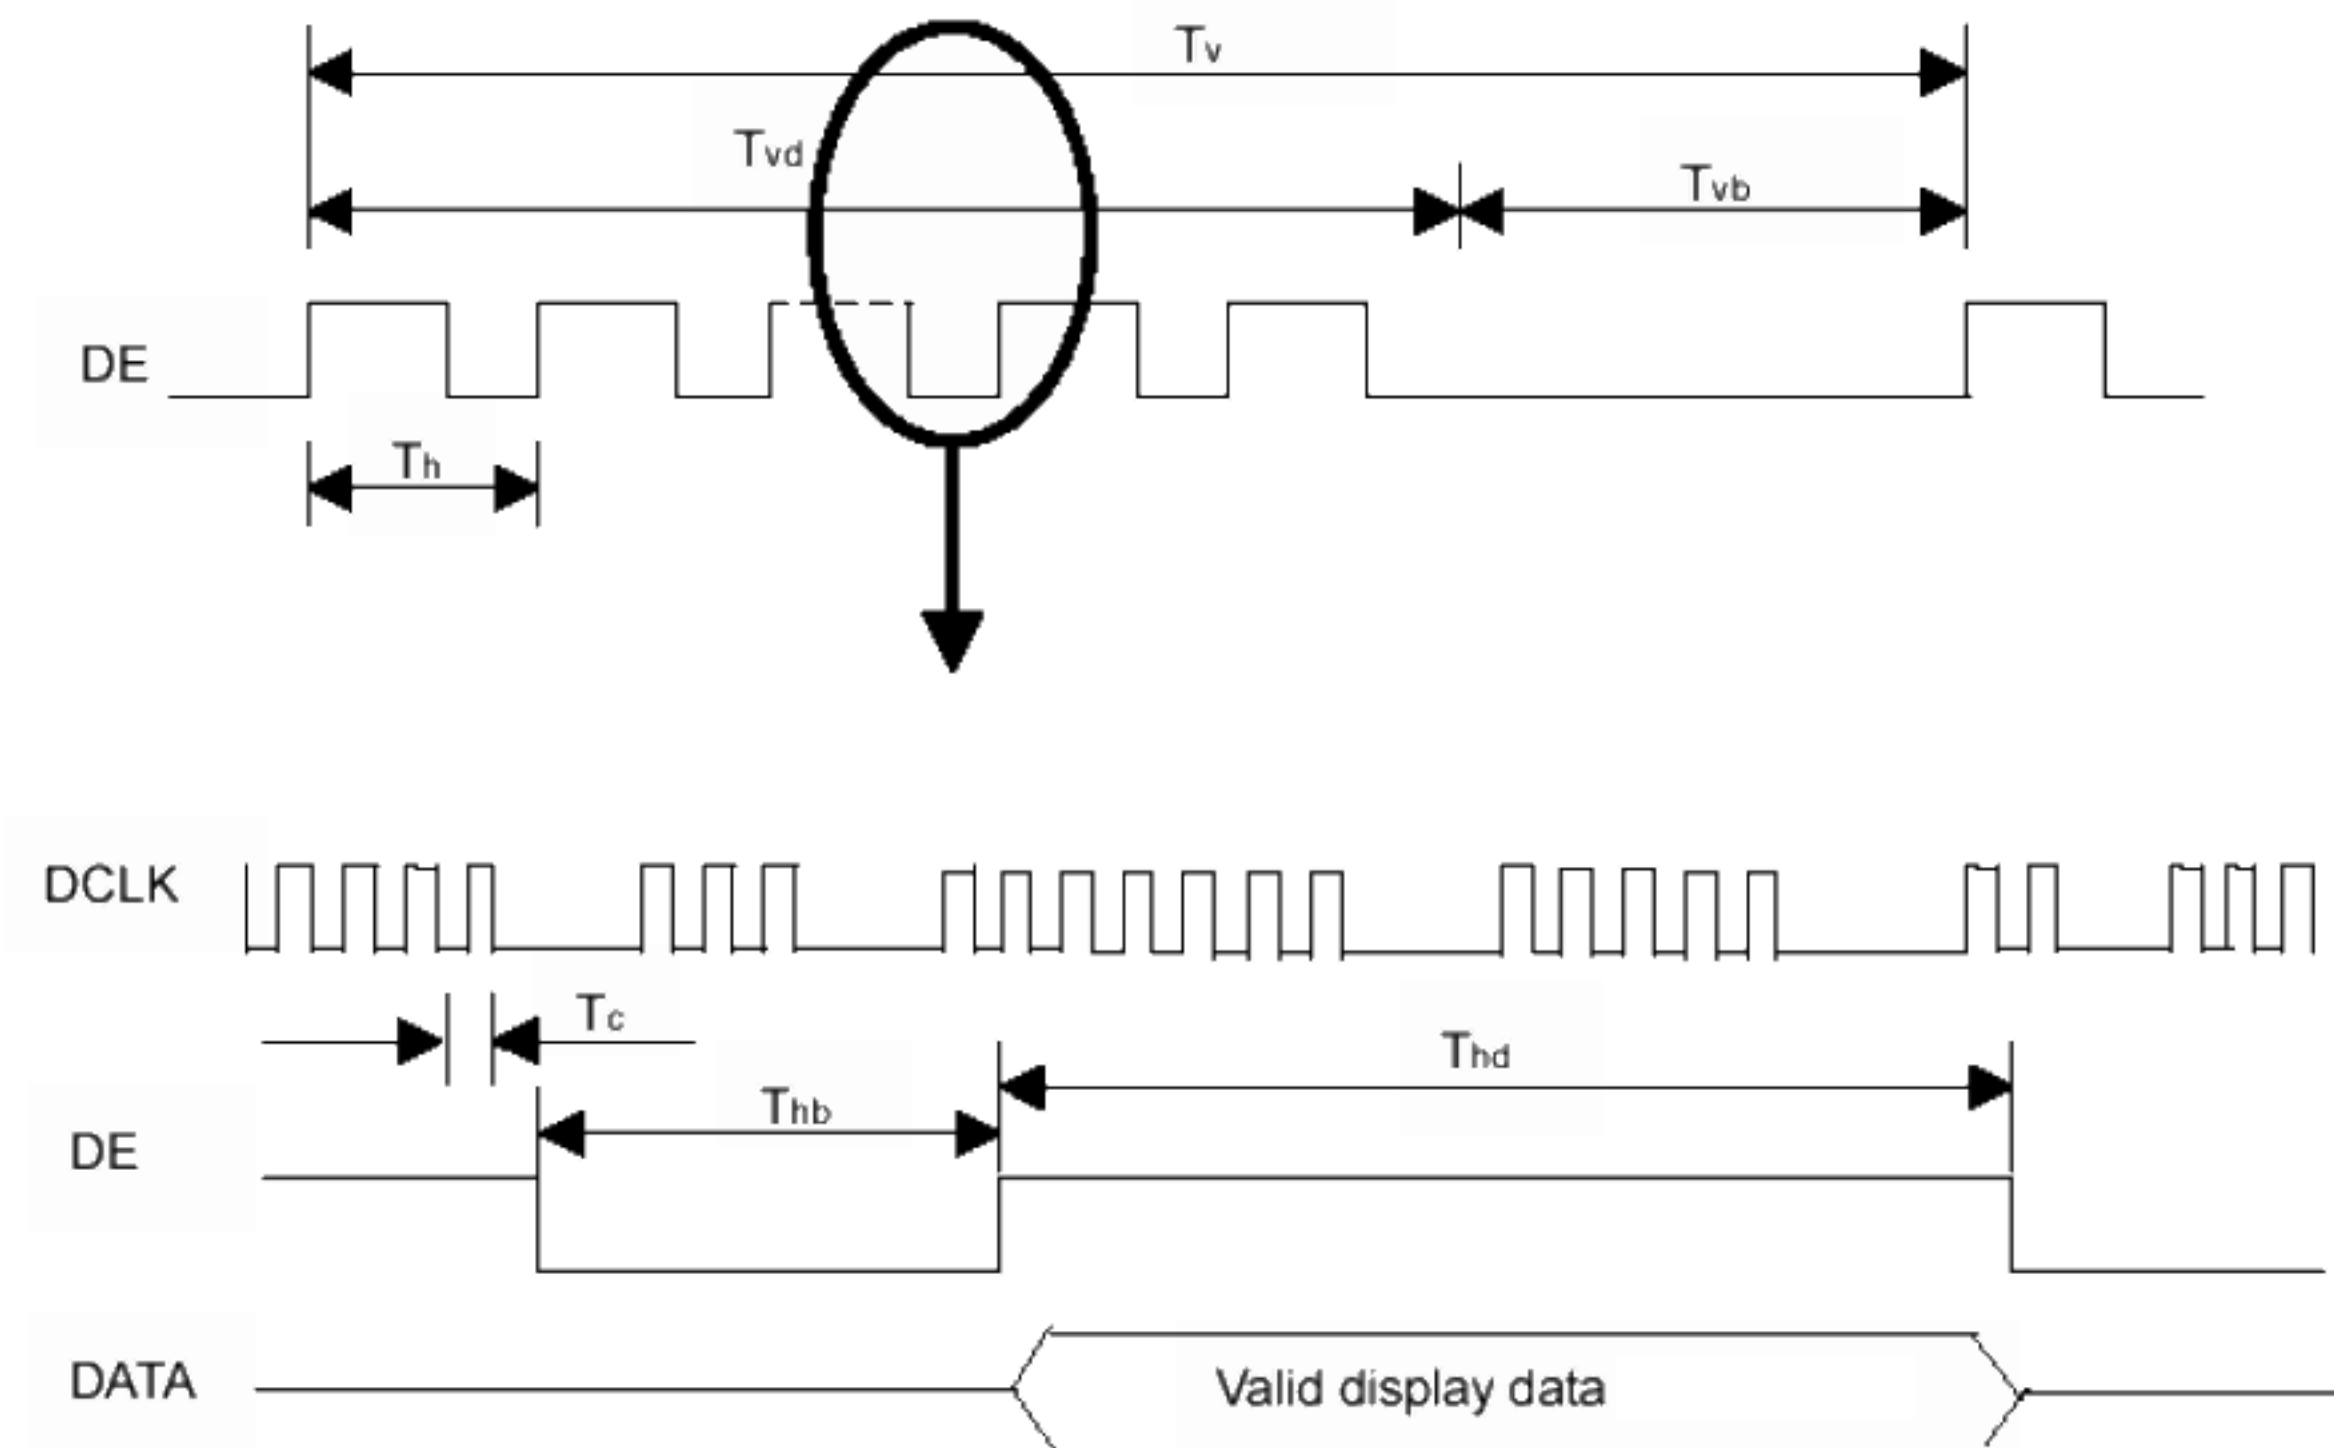 Tv
Tvd
Tvb
DE
Th
DCLK
Tc
Thd
Thb
DE
DATA
Valid display data